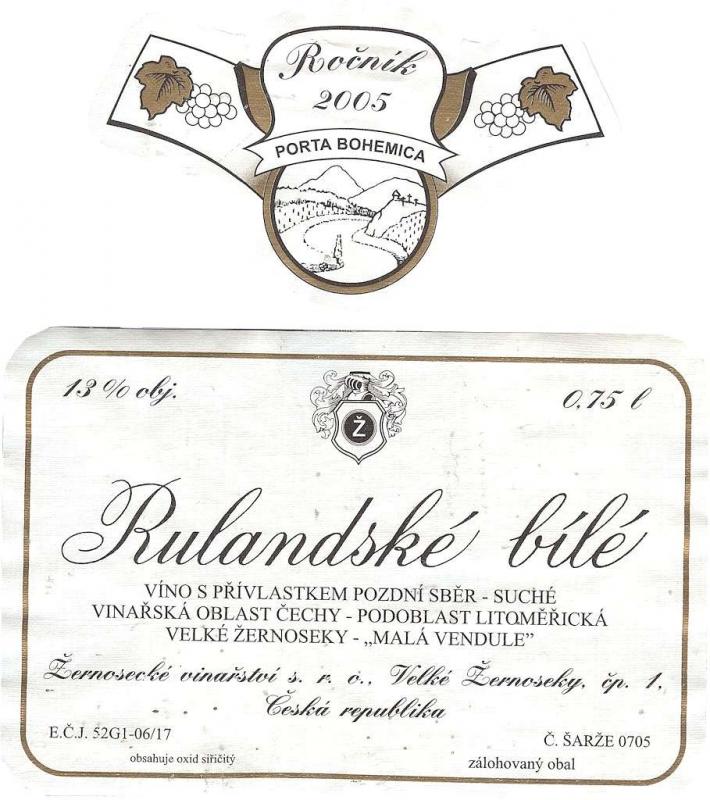 Ročník
2005
PORTA BOHEMICA
13 % obj.
0,75 l
Ž
Rulandské bílé
VÍNO S PŘÍVLASTKEM POZDNÍ SBĚR - SUCHÉ
VINAŘSKÁ OBLAST ČECHY - PODOBLAST LITOMĚŘICKÁ
VELKÉ ŽERNOSEKY - „MALÁ VENDULE”
Žernosecké vinařství s. r. o., Velké Žernoseky, čp. 1,
Česká republika
E.Č.J. 52G1-06/17
Č. ŠARŽE 0705
obsahuje oxid siřičitý
zálohovaný obal